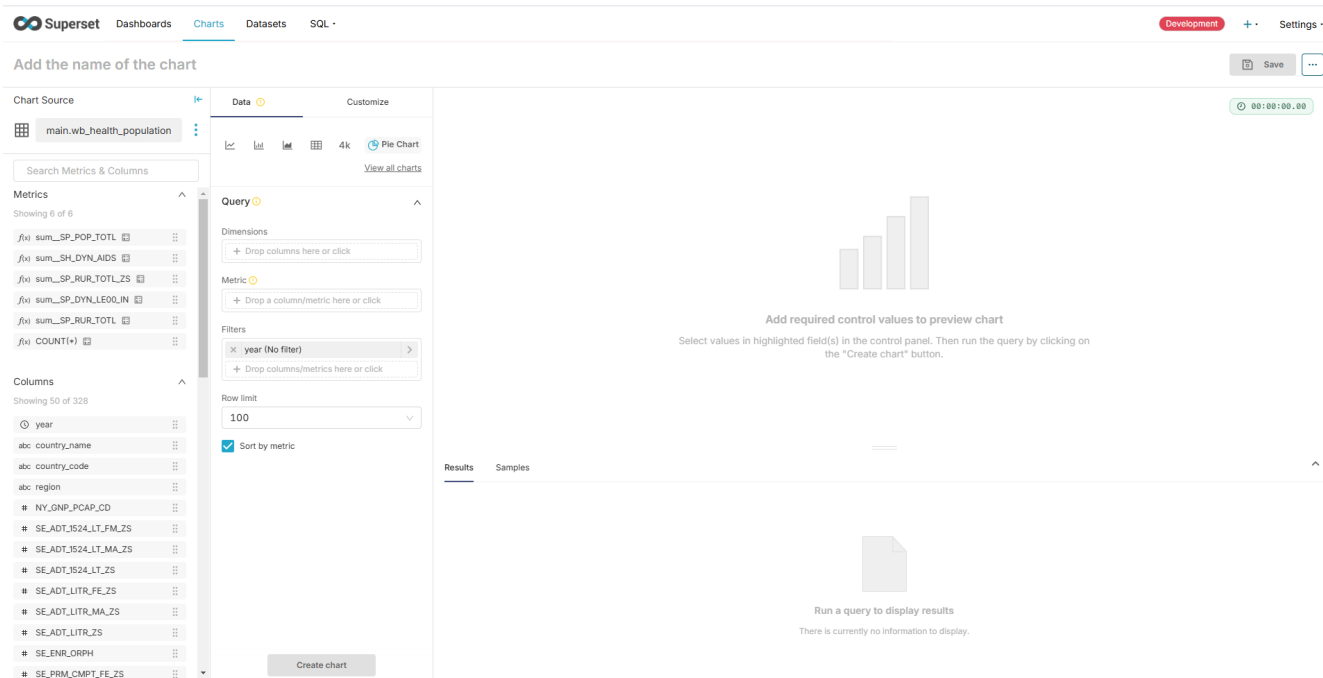 Superset Dashboards Charts Datasets SQL Development + Settings
Add the name of the chart
Save ...
Chart Source
main.wb_health_population
Search Metrics & Columns
Metrics
Showing 6 of 6
f(x) sum__SP_POP_TOTL
f(x) sum__SH_DYN_AIDS
f(x) sum__SP_RUR_TOTL_ZS
f(x) sum__SP_DYN_LE00_IN
f(x) sum__SP_RUR_TOTL
f(x) COUNT(*)
Columns
Showing 50 of 328
year
abc country_name
abc country_code
abc region
# NY_GNP_PCAP_CD
# SE_ADT_1524_LT_FM_ZS
# SE_ADT_1524_LT_MA_ZS
# SE_ADT_1524_LT_ZS
# SE_ADT_LITR_FE_ZS
# SE_ADT_LITR_MA_ZS
# SE_ADT_LITR_ZS
# SE_ENR_ORPH
# SE_PRM_CMPT_FE_ZS
Data Customize
4k Pie Chart
View all charts
Query
Dimensions
+ Drop columns here or click
Metric
+ Drop a column/metric here or click
Filters
× year (No filter)
+ Drop columns/metrics here or click
Row limit
100
Sort by metric
Create chart
00:00:00.00
Add required control values to preview chart
Select values in highlighted field(s) in the control panel. Then run the query by clicking on
the "Create chart" button.
Results Samples
Run a query to display results
There is currently no information to display.